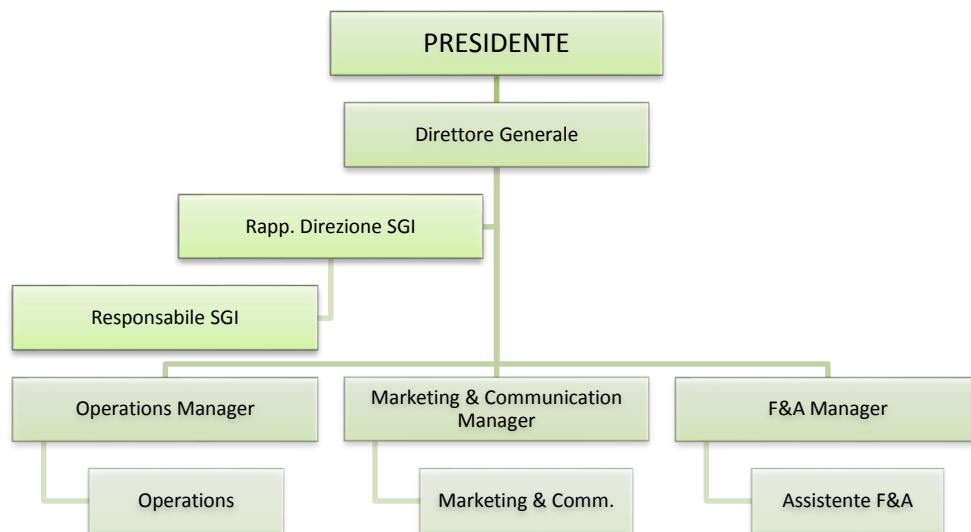 PRESIDENTE
Direttore Generale
Rapp. Direzione SGI
Responsabile SGI
Operations Manager
Marketing & Communication
Manager
F&A Manager
Operations
Marketing & Comm.
Assistente F&A